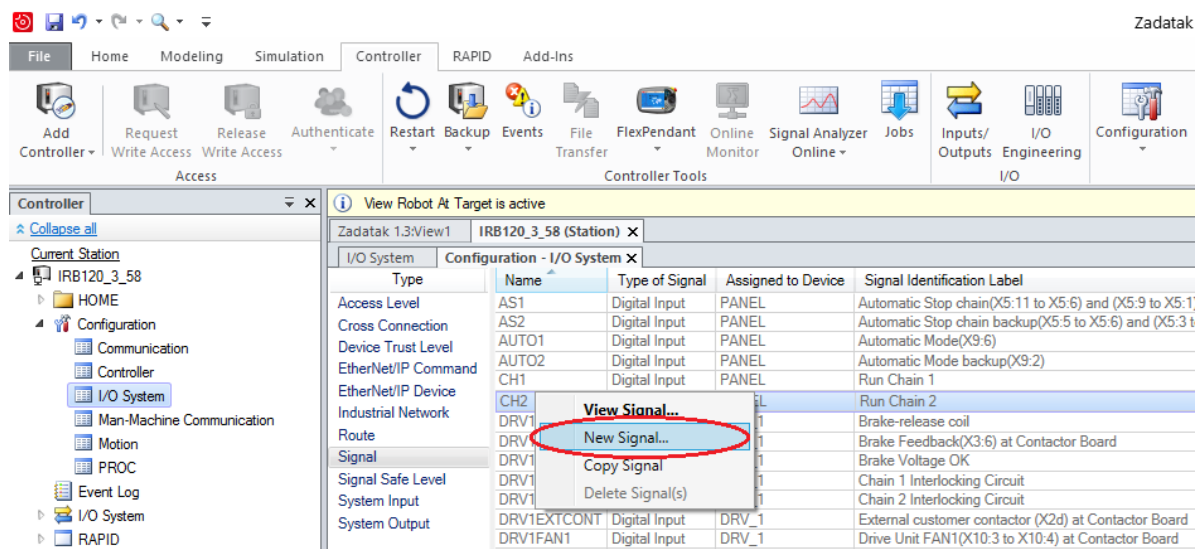 Zadatak
File Home Modeling Simulation Controller RAPID Add-Ins
Add Controller
Request Write Access
Release Write Access
Authenticate
Restart
Backup
Events
File Transfer
FlexPendant
Online Monitor
Signal Analyzer Online
Jobs
Inputs/ Outputs
I/O Engineering
Configuration
Access
Controller Tools
I/O
Controller
Collapse all
Current Station
IRB120_3_58
HOME
Configuration
Communication
Controller
I/O System
Man-Machine Communication
Motion
PROC
Event Log
I/O System
RAPID
View Robot At Target is active
Zadatak 1.3:View1 IRB120_3_58 (Station)
I/O System Configuration - I/O System
Type
Access Level
Cross Connection
Device Trust Level
EtherNet/IP Command
EtherNet/IP Device
Industrial Network
Route
Signal
Signal Safe Level
System Input
System Output
Name Type of Signal Assigned to Device Signal Identification Label
AS1 Digital Input PANEL Automatic Stop chain(X5:11 to X5:6) and (X5:9 to X5:1)
AS2 Digital Input PANEL Automatic Stop chain backup(X5:5 to X5:6) and (X5:3 t
AUTO1 Digital Input PANEL Automatic Mode(X9:6)
AUTO2 Digital Input PANEL Automatic Mode backup(X9:2)
CH1 Digital Input PANEL Run Chain 1
CH2 EL Run Chain 2
DRV1 _1 Brake-release coil
DRV _1 Brake Feedback(X3:6) at Contactor Board
DRV1 _1 Brake Voltage OK
DRV1 _1 Chain 1 Interlocking Circuit
DRV1 _1 Chain 2 Interlocking Circuit
DRV1EXTCONT Digital Input DRV_1 External customer contactor (X2d) at Contactor Board
DRV1FAN1 Digital Input DRV_1 Drive Unit FAN1(X10:3 to X10:4) at Contactor Board
View Signal...
New Signal...
Copy Signal
Delete Signal(s)